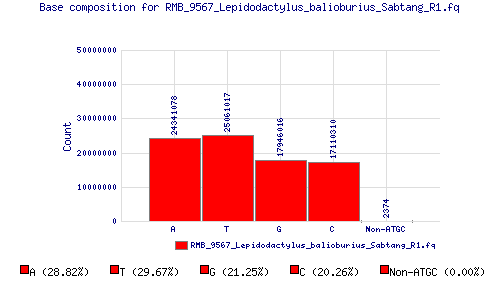 Base composition for RMB_9567_Lepidodactylus_balioburius_Sabtang_R1.fq
50000000
40000000
30000000
20000000
10000000
0
Count
24341078
25061017
17946016
17110310
2374
A T G C Non-ATGC
RMB_9567_Lepidodactylus_balioburius_Sabtang_R1.fq
A (28.82%) T (29.67%) G (21.25%) C (20.26%) Non-ATGC (0.00%)